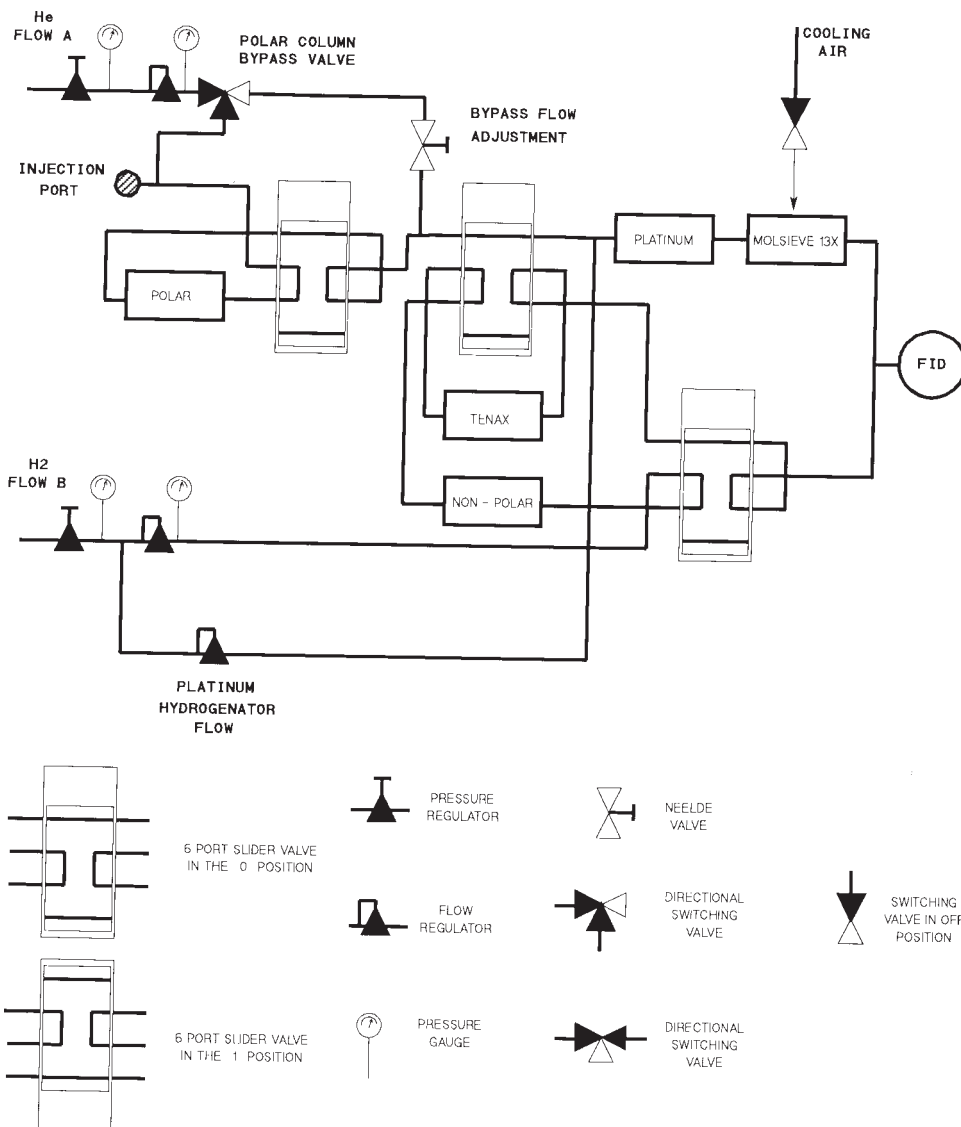 He
FLOW A
POLAR COLUMN
BYPASS VALVE
COOLING
AIR
BYPASS FLOW
ADJUSTMENT
INJECTION
PORT
PLATINUM
MOLSIEVE 13X
POLAR
FID
TENAX
H2
FLOW B
NON - POLAR
PLATINUM
HYDROGENATOR
FLOW
6 PORT SLIDER VALVE
IN THE 0 POSITION
PRESSURE
REGULATOR
NEELDE
VALVE
FLOW
REGULATOR
DIRECTIONAL
SWITCHING
VALVE
SWITCHING
VALVE IN OFF
POSITION
6 PORT SLIDER VALVE
IN THE 1 POSITION
PRESSURE
GAUGE
DIRECTIONAL
SWITCHING
VALVE